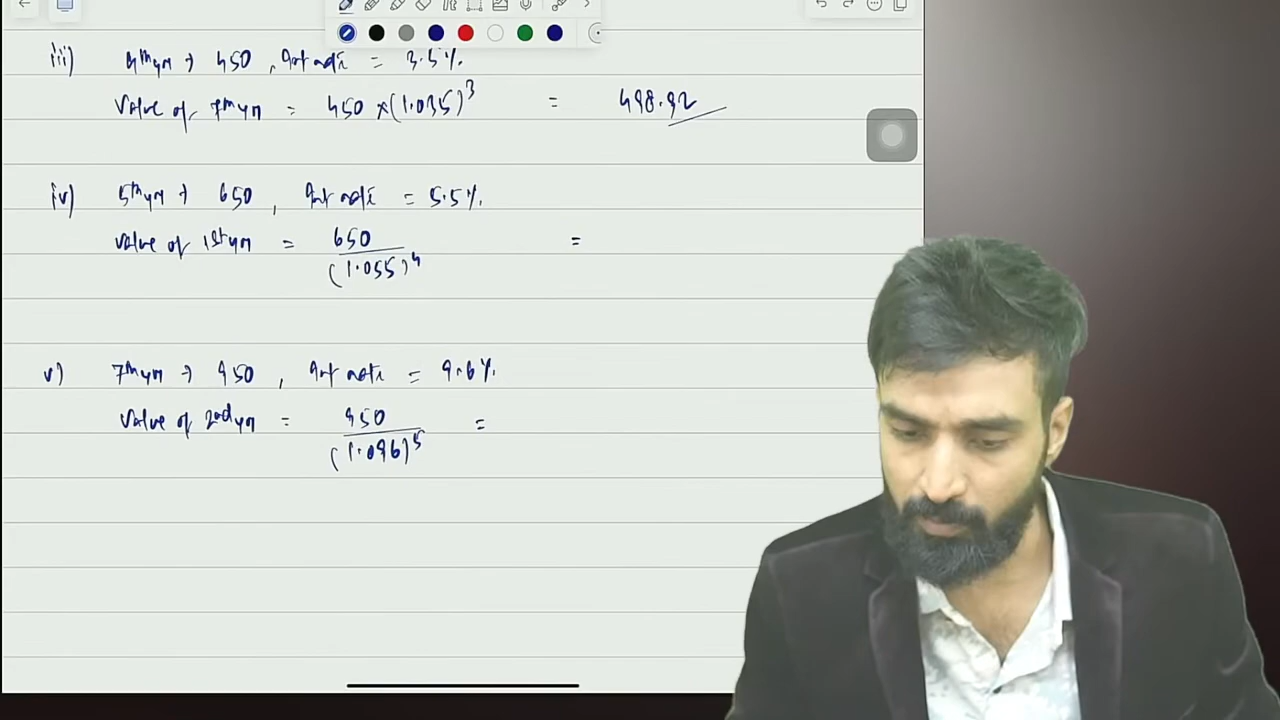 iii) 4th yr → 450, Int rate = 3.5%.
Value of 7th yr = 450 × (1.035)^3 = 498.92
iv) 5th yr → 650, Int rate = 5.5%.
Value of 1st yr = 650 / (1.055)^4 =
v) 7th yr → 950, Int rate = 9.6%.
Value of 2nd yr = 950 / (1.096)^5 =